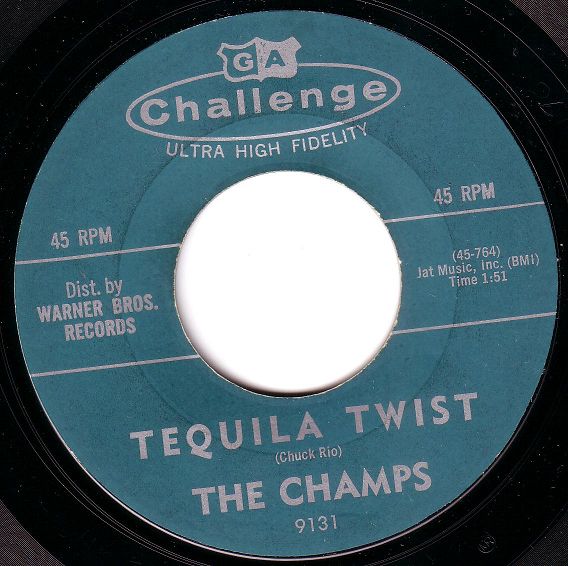 GA
Challenge
ULTRA HIGH FIDELITY
45 RPM
45 RPM
Dist. by
WARNER BROS.
RECORDS
(45-764)
Jat Music, Inc. (BMI)
Time 1:51
TEQUILA TWIST
(Chuck Rio)
THE CHAMPS
9131